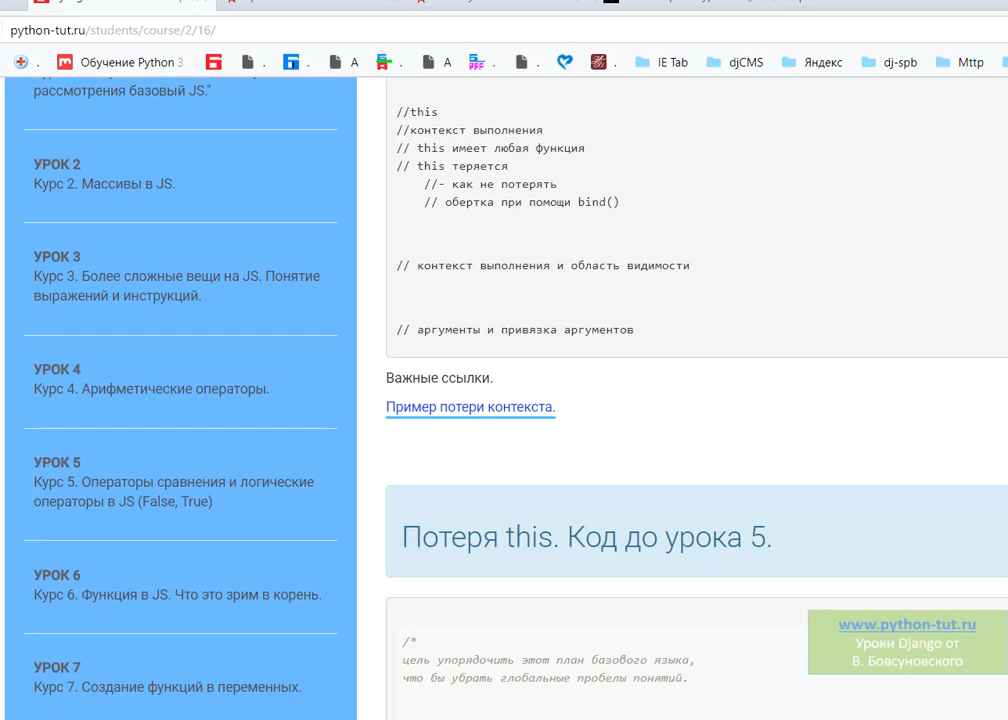 python-tut.ru/students/course/2/16/
Обучение Python 3
А
А
IE Tab
djCMS
Яндекс
dj-spb
Mttp
рассмотрения базовый JS."
УРОК 2
Курс 2. Массивы в JS.
УРОК 3
Курс 3. Более сложные вещи на JS. Понятие
выражений и инструкций.
УРОК 4
Курс 4. Арифметические операторы.
УРОК 5
Курс 5. Операторы сравнения и логические
операторы в JS (False, True)
УРОК 6
Курс 6. Функция в JS. Что это зрим в корень.
УРОК 7
Курс 7. Создание функций в переменных.
//this
//контекст выполнения
// this имеет любая функция
// this теряется
//- как не потерять
// обертка при помощи bind()
// контекст выполнения и область видимости
// аргументы и привязка аргументов
Важные ссылки.
Пример потери контекста.
Потеря this. Код до урока 5.
/*
цель упорядочить этот план базового языка,
что бы убрать глобальные пробелы понятий.
www.python-tut.ru
Уроки Django от
В. Бовсуновского